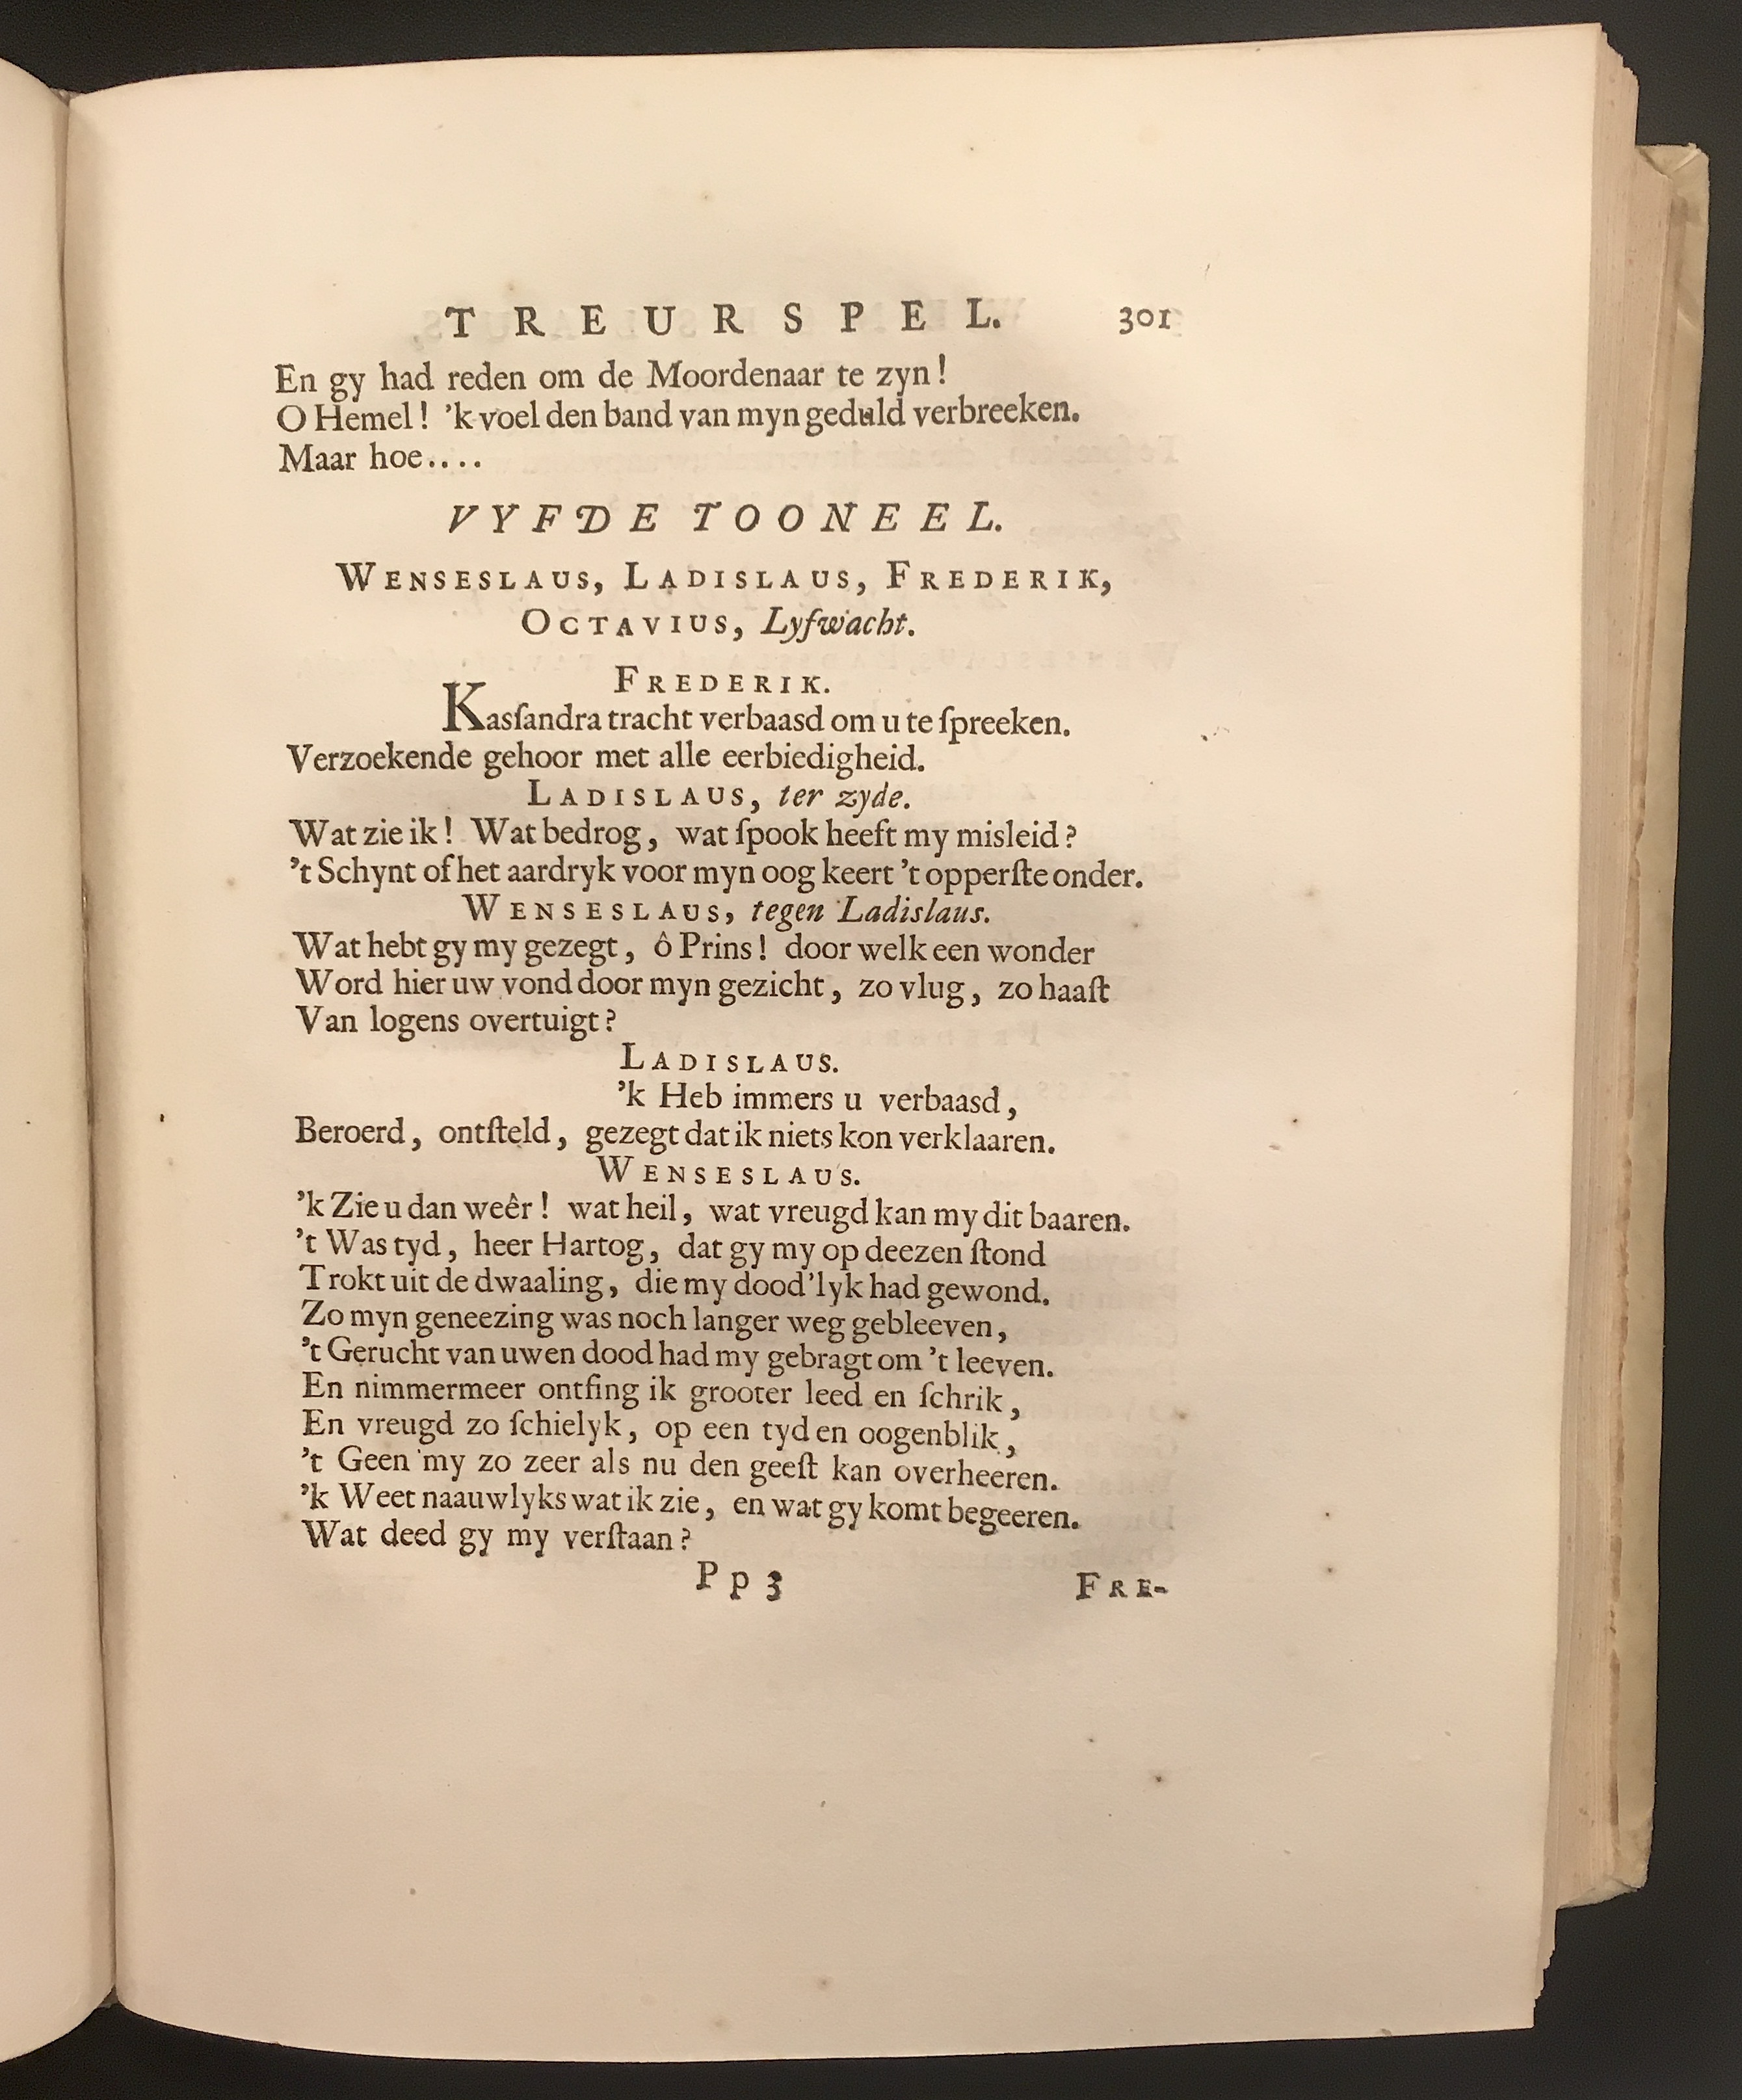 TREURSPEL. 301
En gy had reden om de Moordenaar te zyn!
O Hemel! 'k voel den band van myn geduld verbreeken.
Maar hoe....
VYFDE TOONEEL.
WENSESLAUS, LADISLAUS, FREDERIK,
OCTAVIUS, Lyfwacht.
FREDERIK.
Kasſandra tracht verbaasd om u te ſpreeken.
Verzoekende gehoor met alle eerbiedigheid.
LADISLAUS, ter zyde.
Wat zie ik! Wat bedrog, wat ſpook heeft my misleid?
't Schynt of het aardryk voor myn oog keert 't opperſte onder.
WENSESLAUS, tegen Ladislaus.
Wat hebt gy my gezegt, ô Prins! door welk een wonder
Word hier uw vond door myn gezicht, zo vlug, zo haaſt
Van logens overtuigt?
LADISLAUS.
'k Heb immers u verbaasd,
Beroerd, ontſteld, gezegt dat ik niets kon verklaaren.
WENSESLAUS.
'k Zie u dan weêr! wat heil, wat vreugd kan my dit baaren.
't Was tyd, heer Hartog, dat gy my op deezen ſtond
Trokt uit de dwaaling, die my dood'lyk had gewond.
Zo myn geneezing was noch langer weg gebleeven,
't Gerucht van uwen dood had my gebragt om 't leeven.
En nimmermeer ontfing ik grooter leed en ſchrik,
En vreugd zo ſchielyk, op een tyd en oogenblik,
't Geen my zo zeer als nu den geeſt kan overheeren.
'k Weet naauwlyks wat ik zie, en wat gy komt begeeren.
Wat deed gy my verſtaan?
Pp 3 FRE-